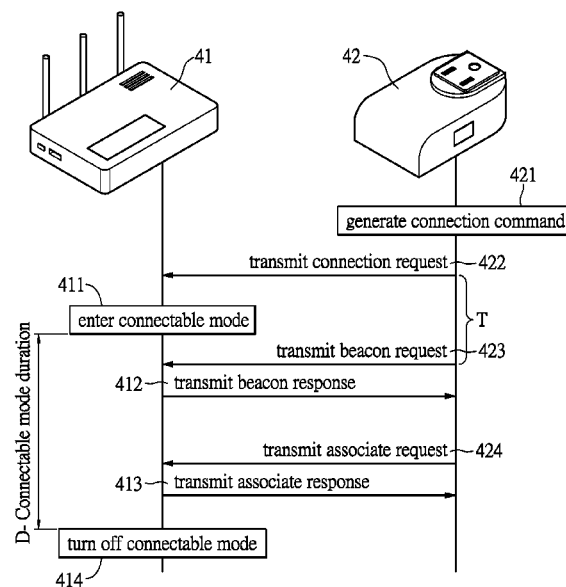 41
42
421
generate connection command
transmit connection request
422
411
enter connectable mode
T
transmit beacon request
423
412
transmit beacon response
D- Connectable mode duration
transmit associate request
424
413
transmit associate response
turn off connectable mode
414